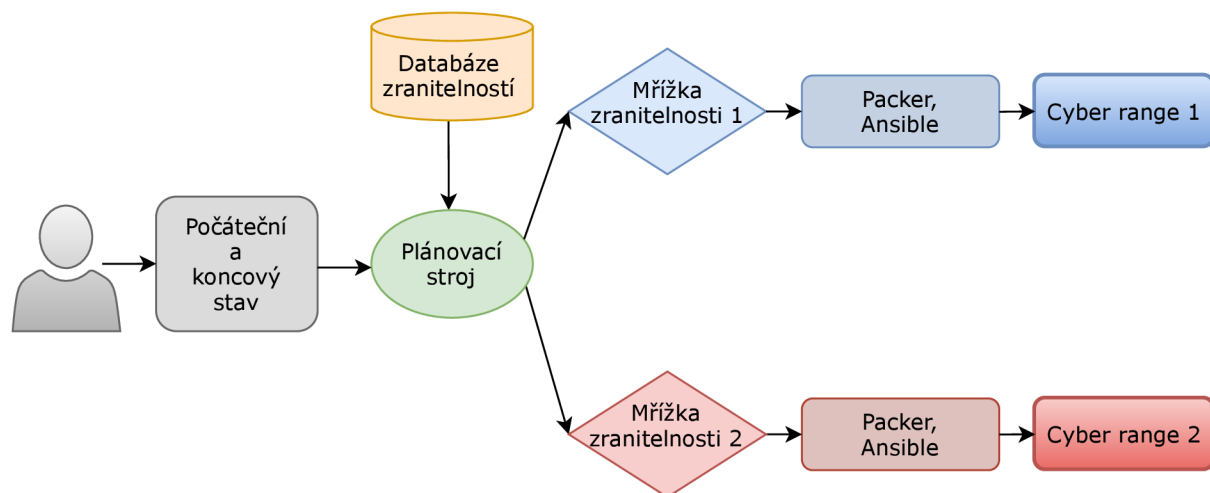 Databáze
zranitelností
Mřížka
zranitelnosti 1
Packer,
Ansible
Cyber range 1
Počáteční
a
koncový
stav
Plánovací
stroj
Mřížka
zranitelnosti 2
Packer,
Ansible
Cyber range 2